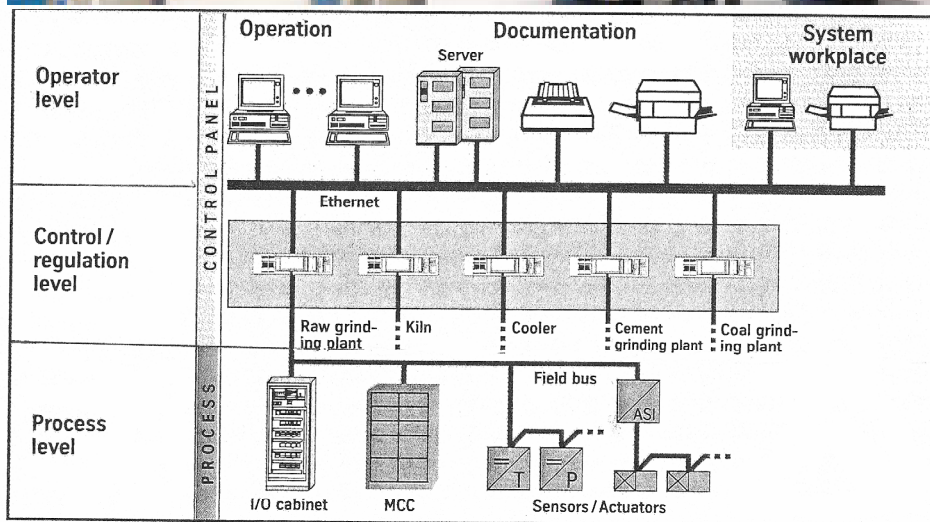 Operation
Documentation
System
workplace
Server
Operator
level
CONTROL PANEL
Ethernet
Control /
regulation
level
Raw grind-
ing plant
Kiln
Cooler
Cement
grinding plant
Coal grind-
ing plant
Field bus
PROCESS
Process
level
ASI
T
P
I/O cabinet
MCC
Sensors / Actuators